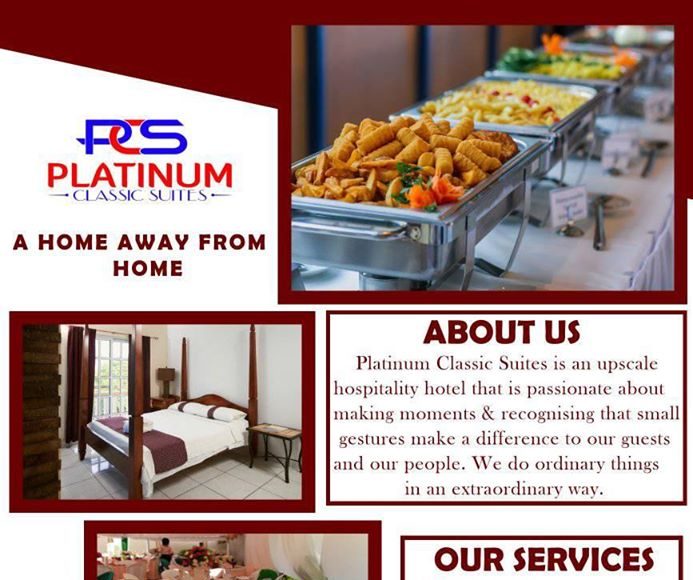 PCS
PLATINUM
CLASSIC SUITES
A HOME AWAY FROM
HOME
ABOUT US
Platinum Classic Suites is an upscale
hospitality hotel that is passionate about
making moments & recognising that small
gestures make a difference to our guests
and our people. We do ordinary things
in an extraordinary way.
OUR SERVICES